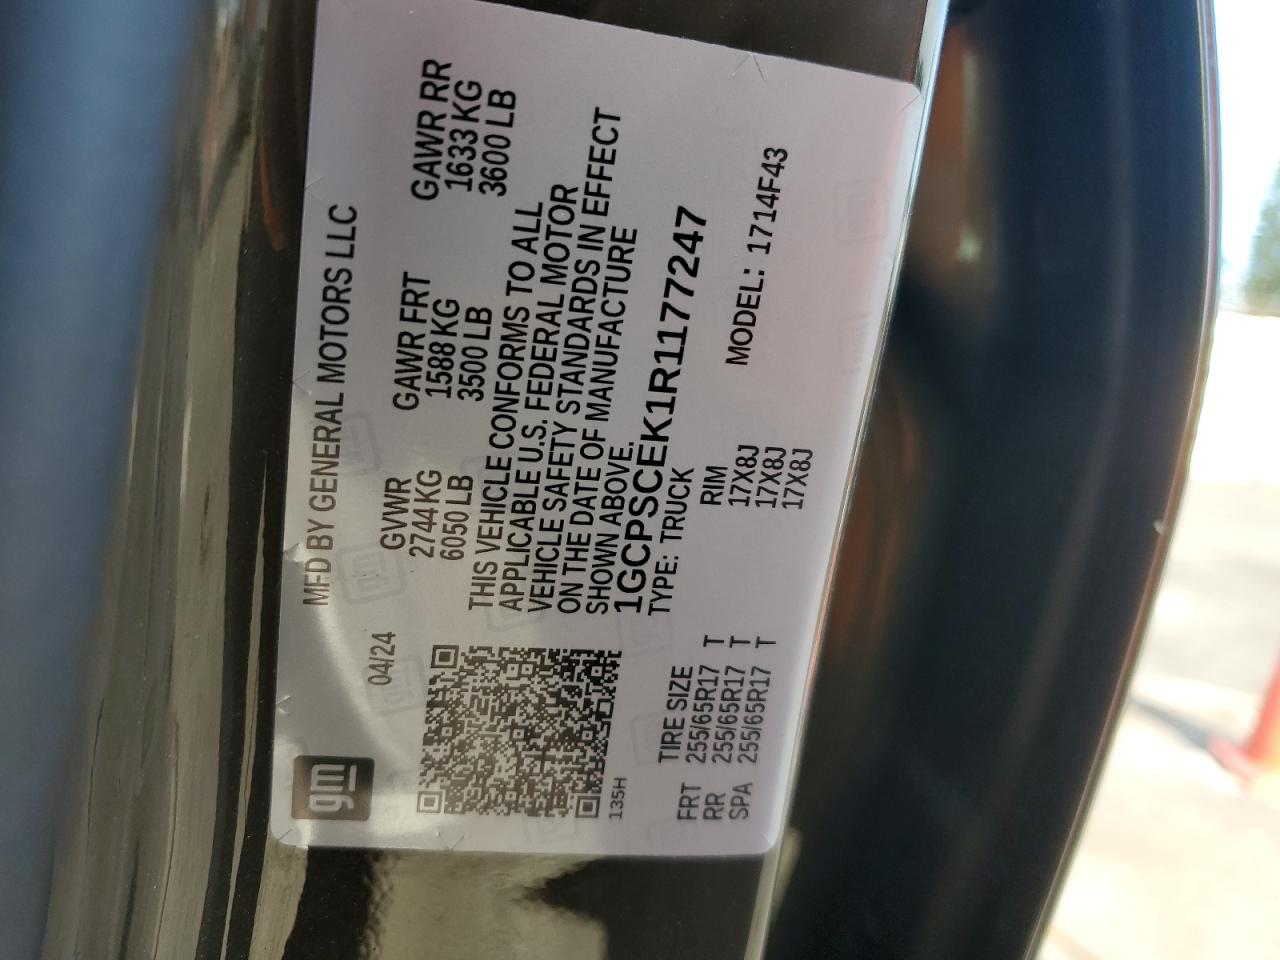 gm
MFD BY GENERAL MOTORS LLC
04/24
GVWR GAWR FRT GAWR RR
2744 KG 1588 KG 1633 KG
6050 LB 3500 LB 3600 LB
THIS VEHICLE CONFORMS TO ALL
APPLICABLE U.S. FEDERAL MOTOR
VEHICLE SAFETY STANDARDS IN EFFECT
ON THE DATE OF MANUFACTURE
SHOWN ABOVE.
1GCPSCEK1R1177247
TYPE: TRUCK
135H
MODEL: 1714F43
TIRE SIZE RIM
FRT 255/65R17 T 17X8J
RR 255/65R17 T 17X8J
SPA 255/65R17 T 17X8J